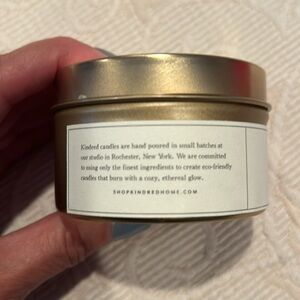 Kindred candles are hand poured in small batches at
our studio in Rochester, New York. We are committed
to using only the finest ingredients to create eco-friendly
candles that burn with a cozy, ethereal glow.
SHOPKINDREDHOME.COM